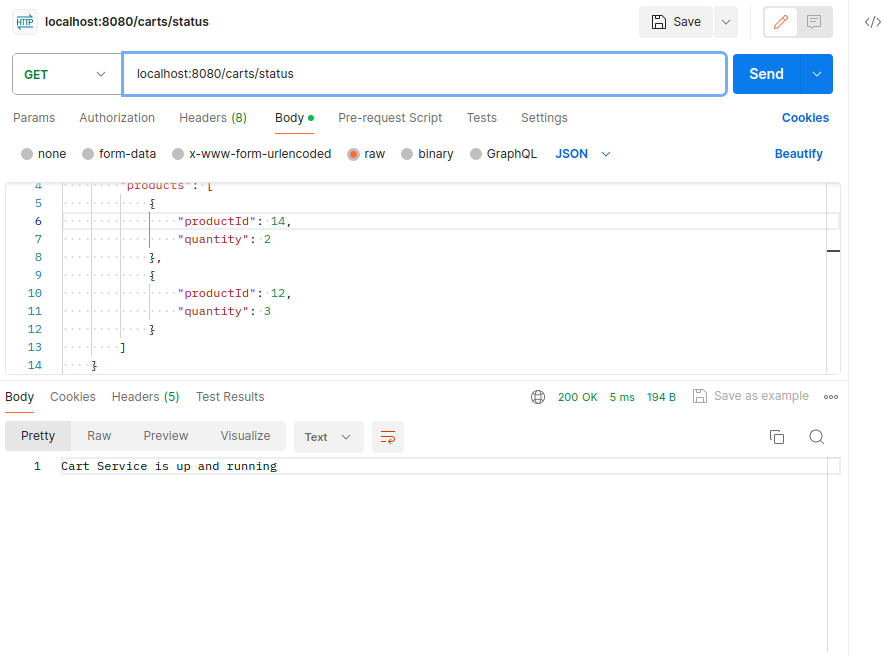 HTTP localhost:8080/carts/status Save </>
GET localhost:8080/carts/status Send
Params Authorization Headers (8) Body Pre-request Script Tests Settings Cookies
none form-data x-www-form-urlencoded raw binary GraphQL JSON Beautify
4 "products": [
5 {
6 "productId": 14,
7 "quantity": 2
8 },
9 {
10 "productId": 12,
11 "quantity": 3
12 }
13 ]
14 }
Body Cookies Headers (5) Test Results 200 OK 5 ms 194 B Save as example
Pretty Raw Preview Visualize Text
1 Cart Service is up and running